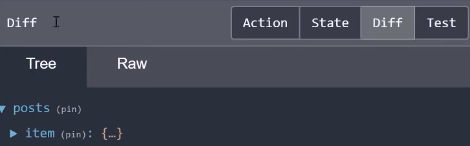 Diff Action State Diff Test
Tree Raw
▼ posts (pin)
▶ item (pin): {…}